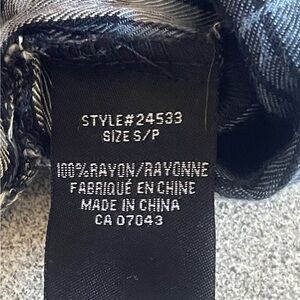 STYLE#24533
SIZE S/P
100% RAYON/RAYONNE
FABRIQUÉ EN CHINE
MADE IN CHINA
CA 07043